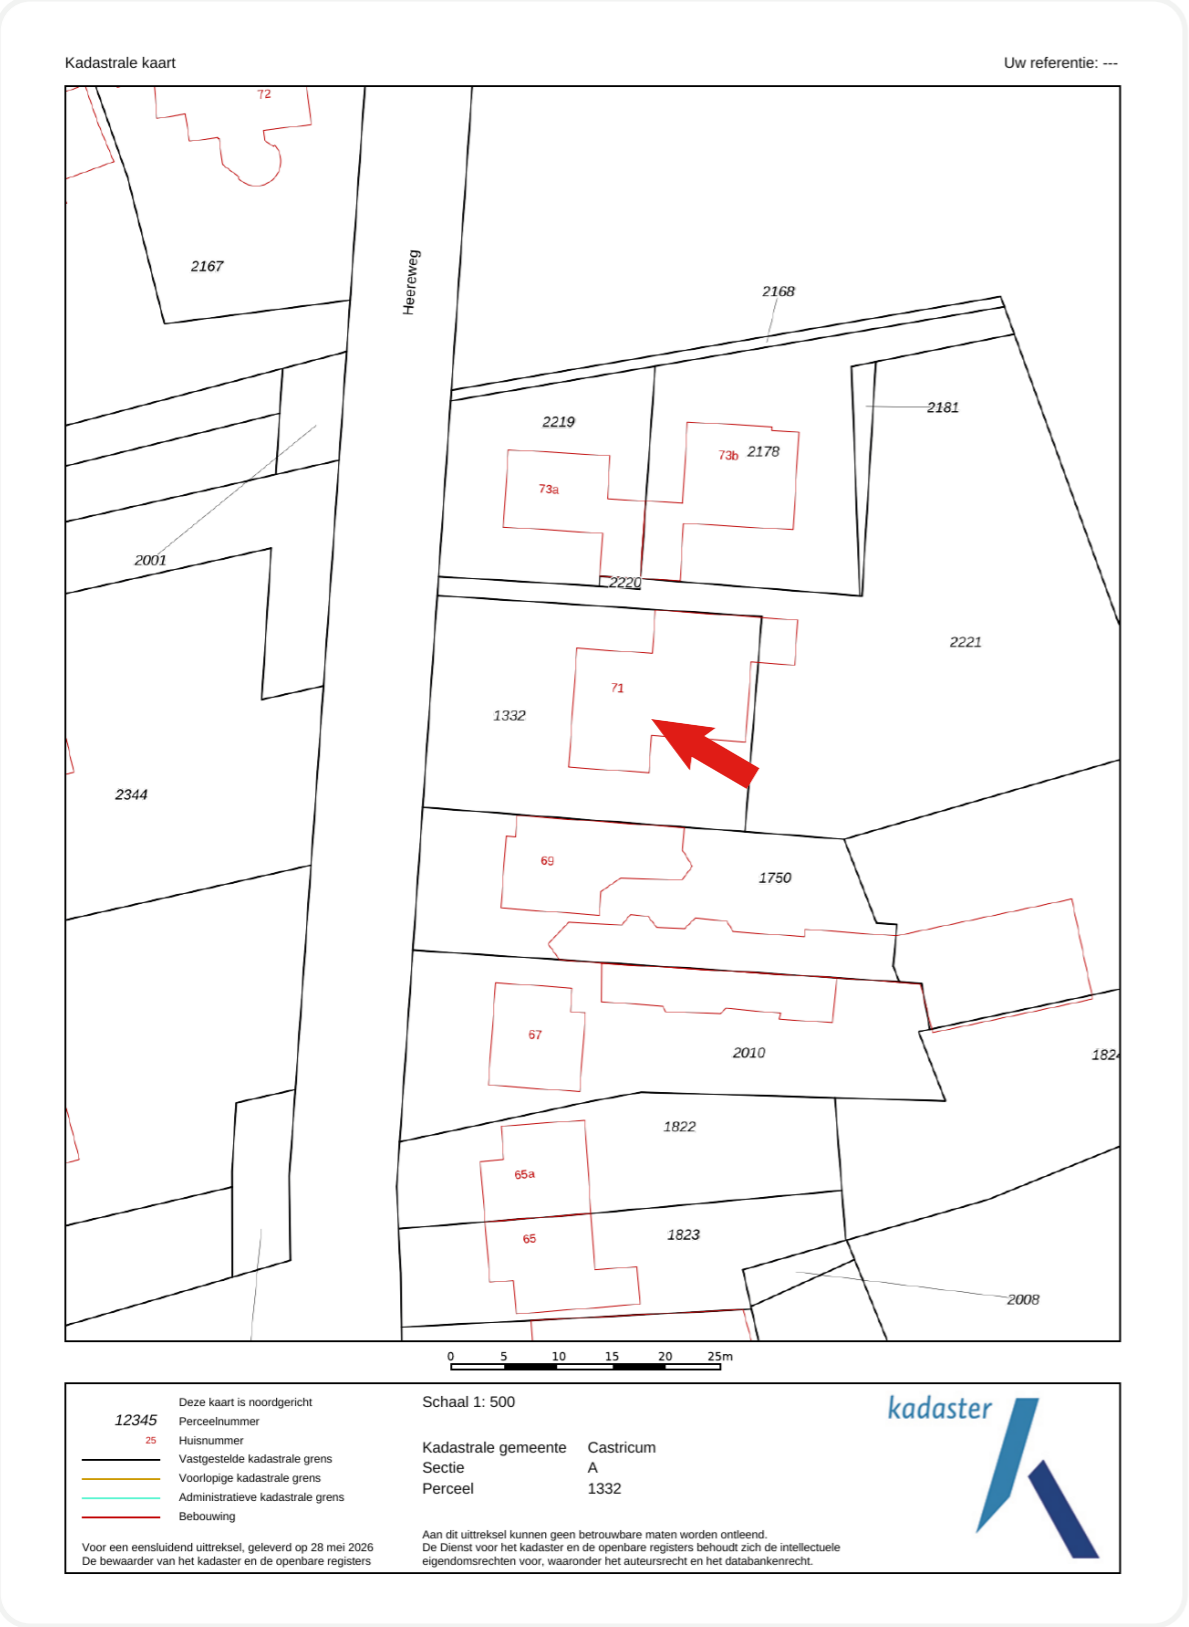 Kadastrale kaart
Uw referentie: ---
72
2167
Heereweg
2168
2219
2181
73b
2178
73a
2001
2220
2221
71
1332
2344
69
1750
67
2010
1822
65a
1823
65
2008
0 5 10 15 20 25m
Deze kaart is noordgericht
12345 Perceelnummer
25 Huisnummer
Vastgestelde kadastrale grens
Voorlopige kadastrale grens
Administratieve kadastrale grens
Bebouwing
Voor een eensluidend uittreksel, geleverd op 28 mei 2026
De bewaarder van het kadaster en de openbare registers
Schaal 1: 500
Kadastrale gemeente Castricum
Sectie A
Perceel 1332
Aan dit uittreksel kunnen geen betrouwbare maten worden ontleend.
De Dienst voor het kadaster en de openbare registers behoudt zich de intellectuele
eigendomsrechten voor, waaronder het auteursrecht en het databankenrecht.
kadaster